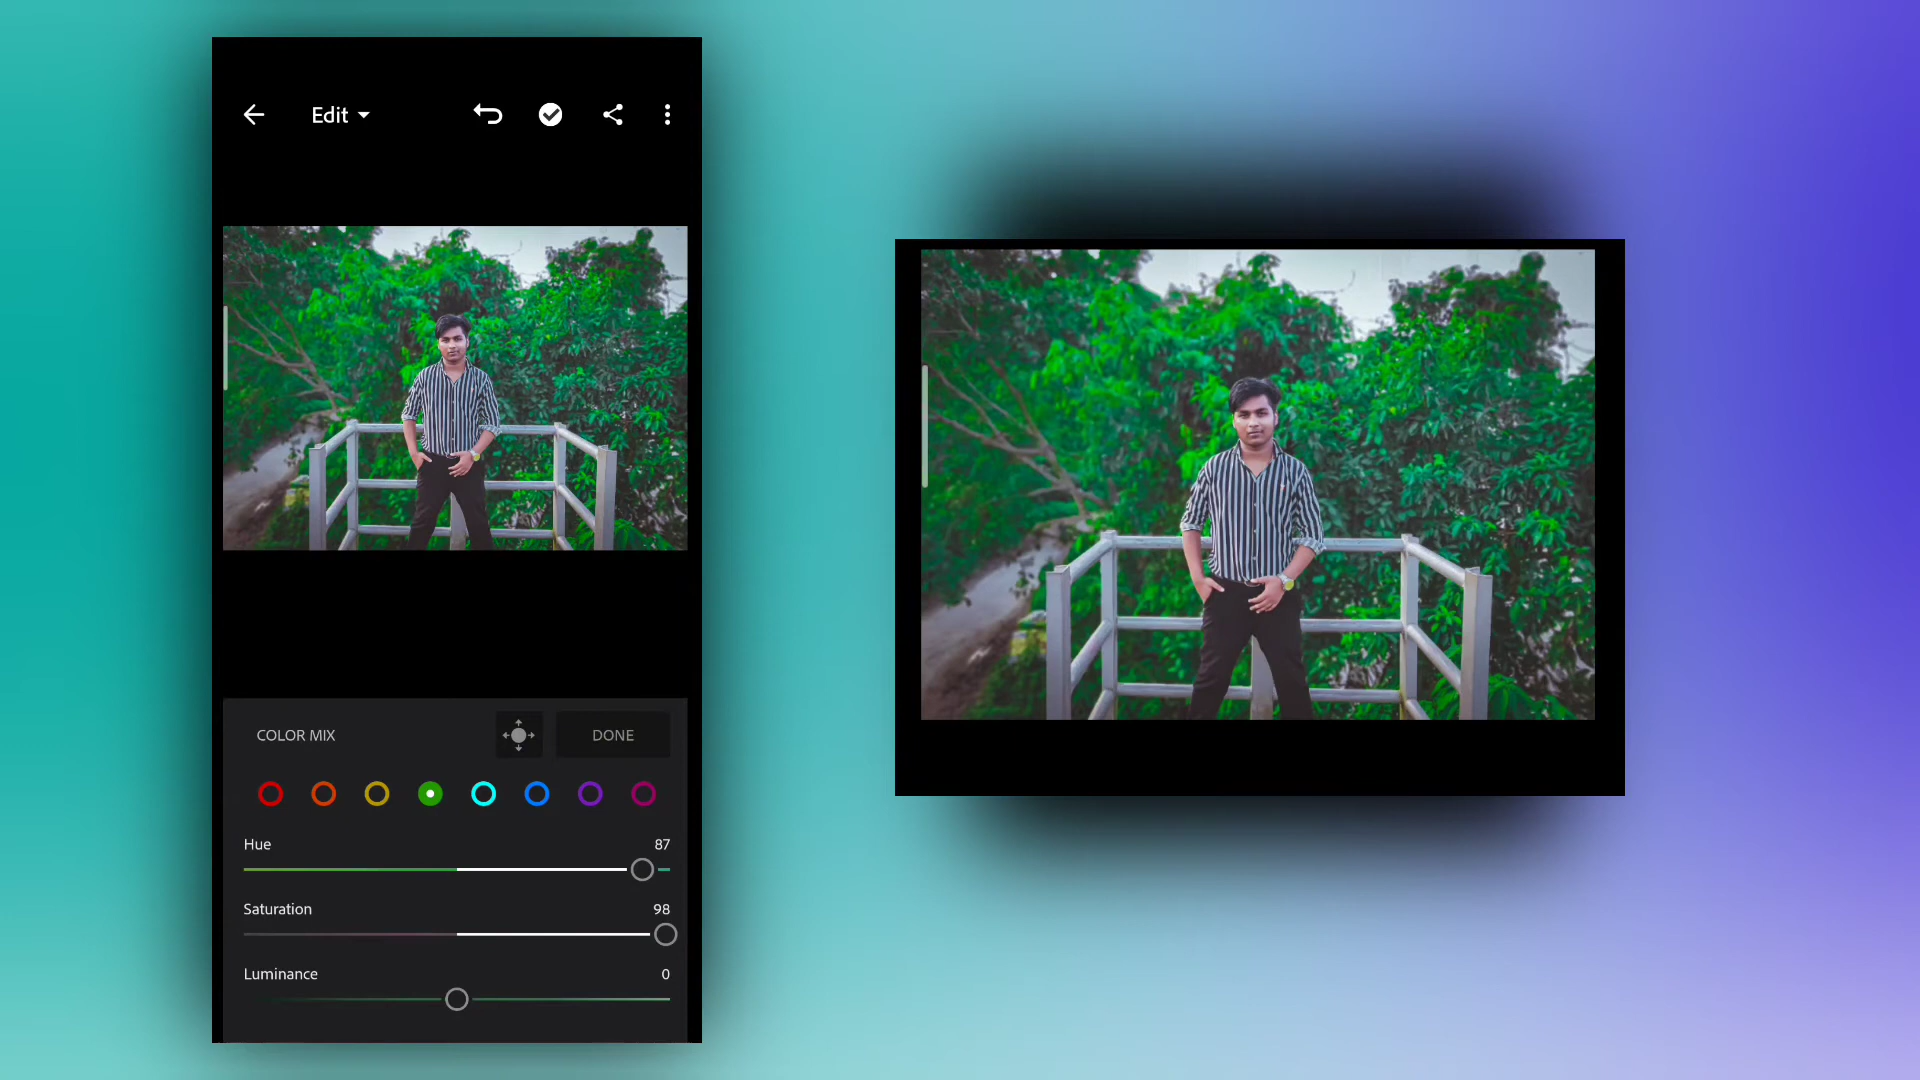 Edit
COLOR MIX
DONE
Hue 87
Saturation 98
Luminance 0